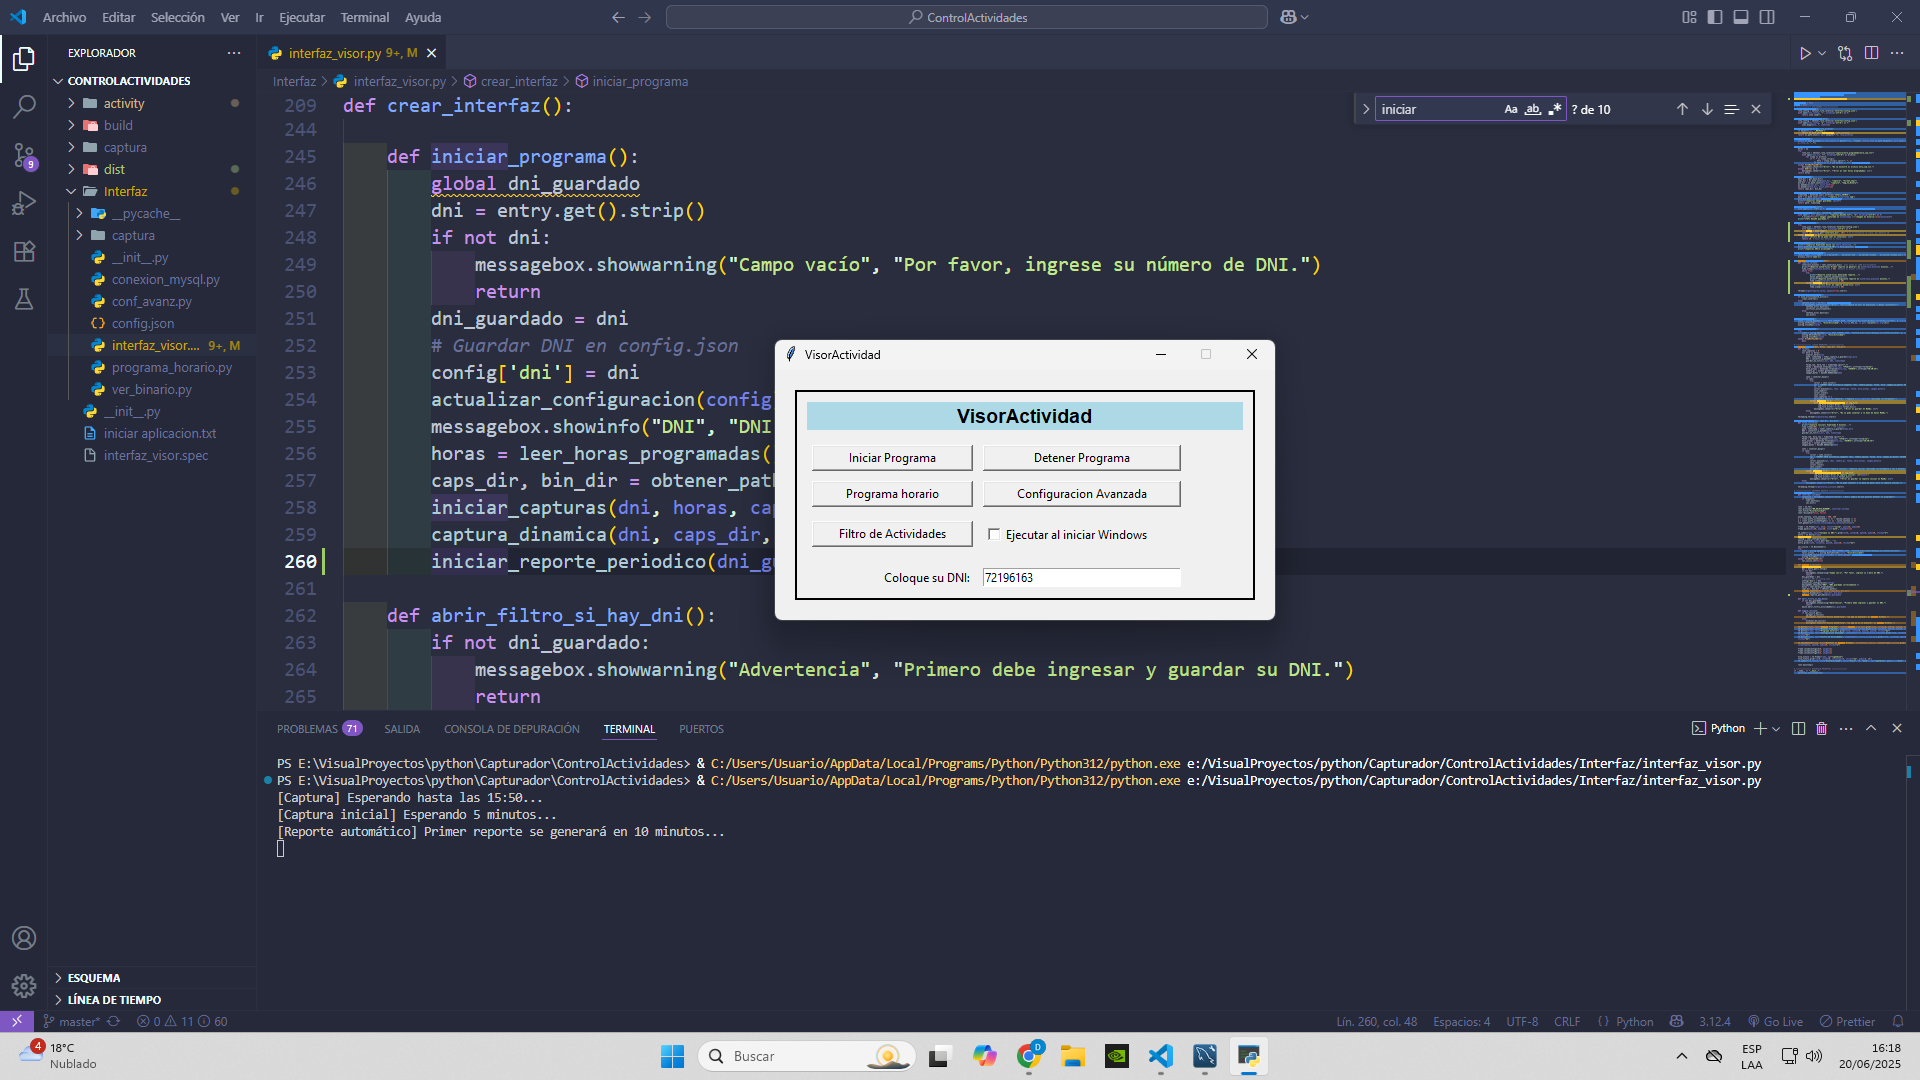 Archivo Editar Selección Ver Ir Ejecutar Terminal Ayuda
ControlActividades
EXPLORADOR
interfaz_visor.py 9+, M
CONTROLACTIVIDADES
activity
build
captura
dist
Interfaz
__pycache__
captura
__init__.py
conexion_mysql.py
conf_avanz.py
config.json
interfaz_visor.... 9+, M
programa_horario.py
ver_binario.py
__init__.py
iniciar aplicacion.txt
interfaz_visor.spec
ESQUEMA
LÍNEA DE TIEMPO
9
Interfaz > interfaz_visor.py > crear_interfaz > iniciar_programa
iniciar Aa ab ? de 10
209 def crear_interfaz():
244
245 def iniciar_programa():
246 global dni_guardado
247 dni = entry.get().strip()
248 if not dni:
249 messagebox.showwarning("Campo vacío", "Por favor, ingrese su número de DNI.")
250 return
251 dni_guardado = dni
252 # Guardar DNI en config.json
253 config['dni'] = dni
254 actualizar_configuracion(config
255 messagebox.showinfo("DNI", "DNI
256 horas = leer_horas_programadas(
257 caps_dir, bin_dir = obtener_pat
258 iniciar_capturas(dni, horas, ca
259 captura_dinamica(dni, caps_dir,
260 iniciar_reporte_periodico(dni_g
261
262 def abrir_filtro_si_hay_dni():
263 if not dni_guardado:
264 messagebox.showwarning("Advertencia", "Primero debe ingresar y guardar su DNI.")
265 return
VisorActividad
VisorActividad
Iniciar Programa Detener Programa
Programa horario Configuracion Avanzada
Filtro de Actividades Ejecutar al iniciar Windows
Coloque su DNI: 72196163
PROBLEMAS 71 SALIDA CONSOLA DE DEPURACIÓN TERMINAL PUERTOS
Python
PS E:\VisualProyectos\python\Capturador\ControlActividades> & C:/Users/Usuario/AppData/Local/Programs/Python/Python312/python.exe e:/VisualProyectos/python/Capturador/ControlActividades/Interfaz/interfaz_visor.py
PS E:\VisualProyectos\python\Capturador\ControlActividades> & C:/Users/Usuario/AppData/Local/Programs/Python/Python312/python.exe e:/VisualProyectos/python/Capturador/ControlActividades/Interfaz/interfaz_visor.py
[Captura] Esperando hasta las 15:50...
[Captura inicial] Esperando 5 minutos...
[Reporte automático] Primer reporte se generará en 10 minutos...
master* 0 11 60
Lín. 260, col. 48 Espacios: 4 UTF-8 CRLF { } Python 3.12.4 Go Live Prettier
4 18°C
Nublado
Buscar
D
ESP
LAA
16:18
20/06/2025